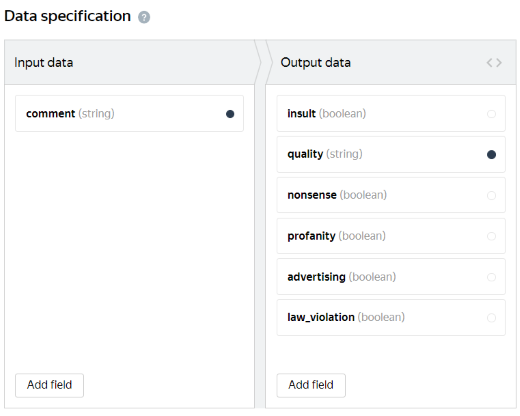 Data specification ?
Input data
comment (string)
Add field
Output data <>
insult (boolean)
quality (string)
nonsense (boolean)
profanity (boolean)
advertising (boolean)
law_violation (boolean)
Add field